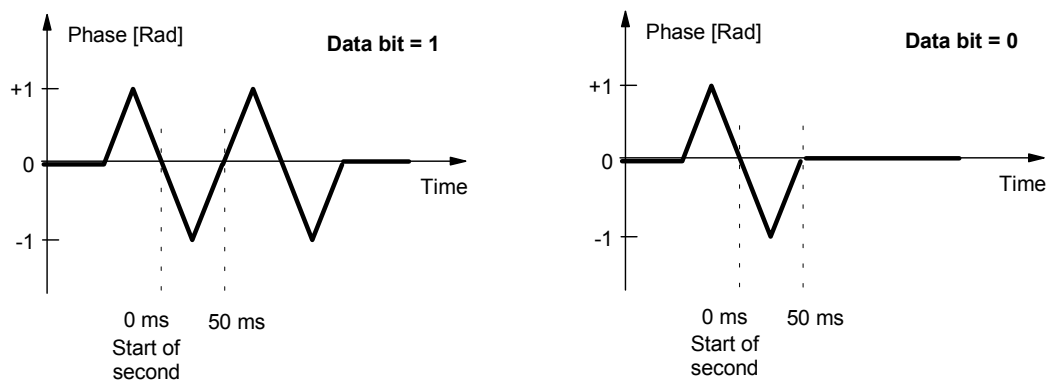 Phase [Rad]
Data bit = 1
+1
0
Time
-1
0 ms
50 ms
Start of
second
Phase [Rad]
Data bit = 0
+1
0
Time
-1
0 ms
50 ms
Start of
second